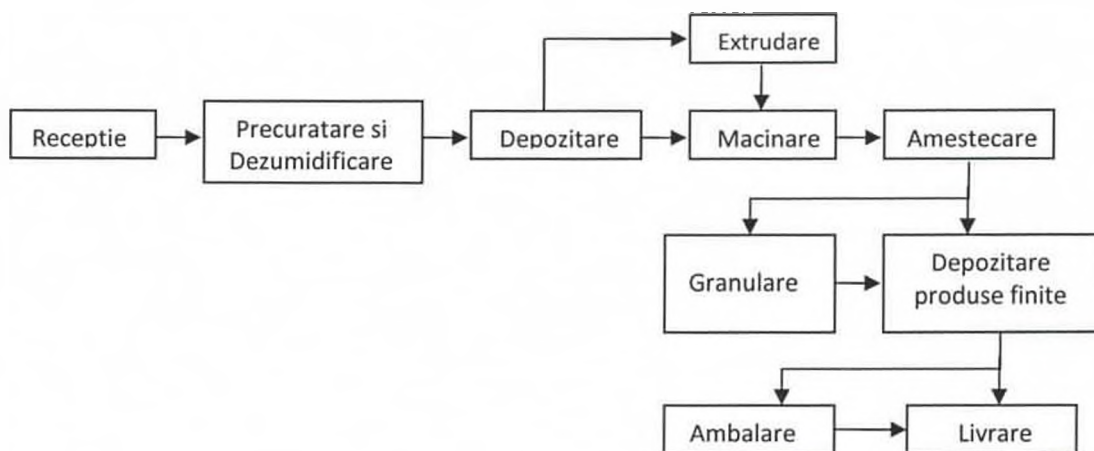 Extrudare
Receptie
Precuratare si
Dezumidificare
Depozitare
Macinare
Amestecare
Granulare
Depozitare
produse finite
Ambalare
Livrare